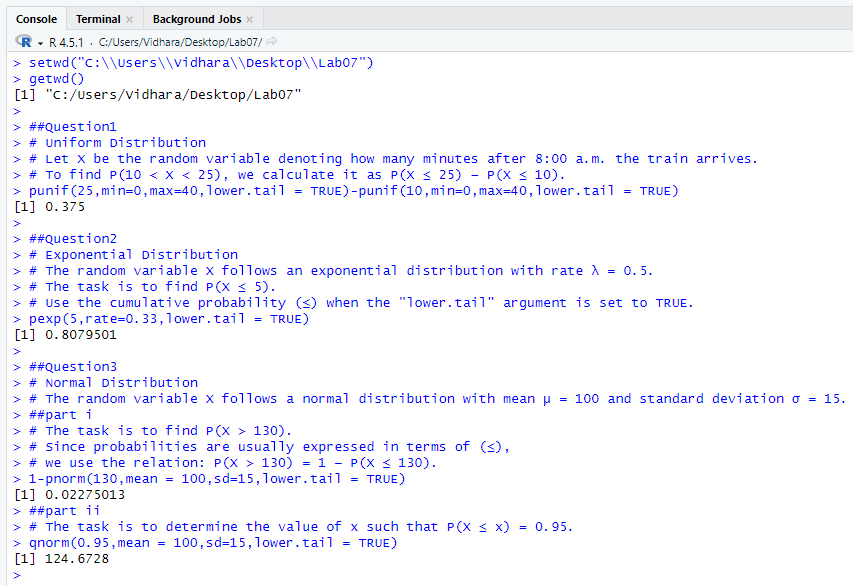 Console Terminal × Background Jobs ×
R R 4.5.1 · C:/Users/Vidhara/Desktop/Lab07/
> setwd("C:\\Users\\Vidhara\\Desktop\\Lab07")
> getwd()
[1] "C:/Users/Vidhara/Desktop/Lab07"
>
> ##Question1
> # Uniform Distribution
> # Let X be the random variable denoting how many minutes after 8:00 a.m. the train arrives.
> # To find P(10 < X < 25), we calculate it as P(X ≤ 25) − P(X ≤ 10).
> punif(25,min=0,max=40,lower.tail = TRUE)-punif(10,min=0,max=40,lower.tail = TRUE)
[1] 0.375
>
> ##Question2
> # Exponential Distribution
> # The random variable X follows an exponential distribution with rate λ = 0.5.
> # The task is to find P(X ≤ 5).
> # Use the cumulative probability (≤) when the "lower.tail" argument is set to TRUE.
> pexp(5,rate=0.33,lower.tail = TRUE)
[1] 0.8079501
>
> ##Question3
> # Normal Distribution
> # The random variable X follows a normal distribution with mean μ = 100 and standard deviation σ = 15.
> ##part i
> # The task is to find P(X > 130).
> # Since probabilities are usually expressed in terms of (≤),
> # we use the relation: P(X > 130) = 1 − P(X ≤ 130).
> 1-pnorm(130,mean = 100,sd=15,lower.tail = TRUE)
[1] 0.02275013
> ##part ii
> # The task is to determine the value of x such that P(X ≤ x) = 0.95.
> qnorm(0.95,mean = 100,sd=15,lower.tail = TRUE)
[1] 124.6728
>